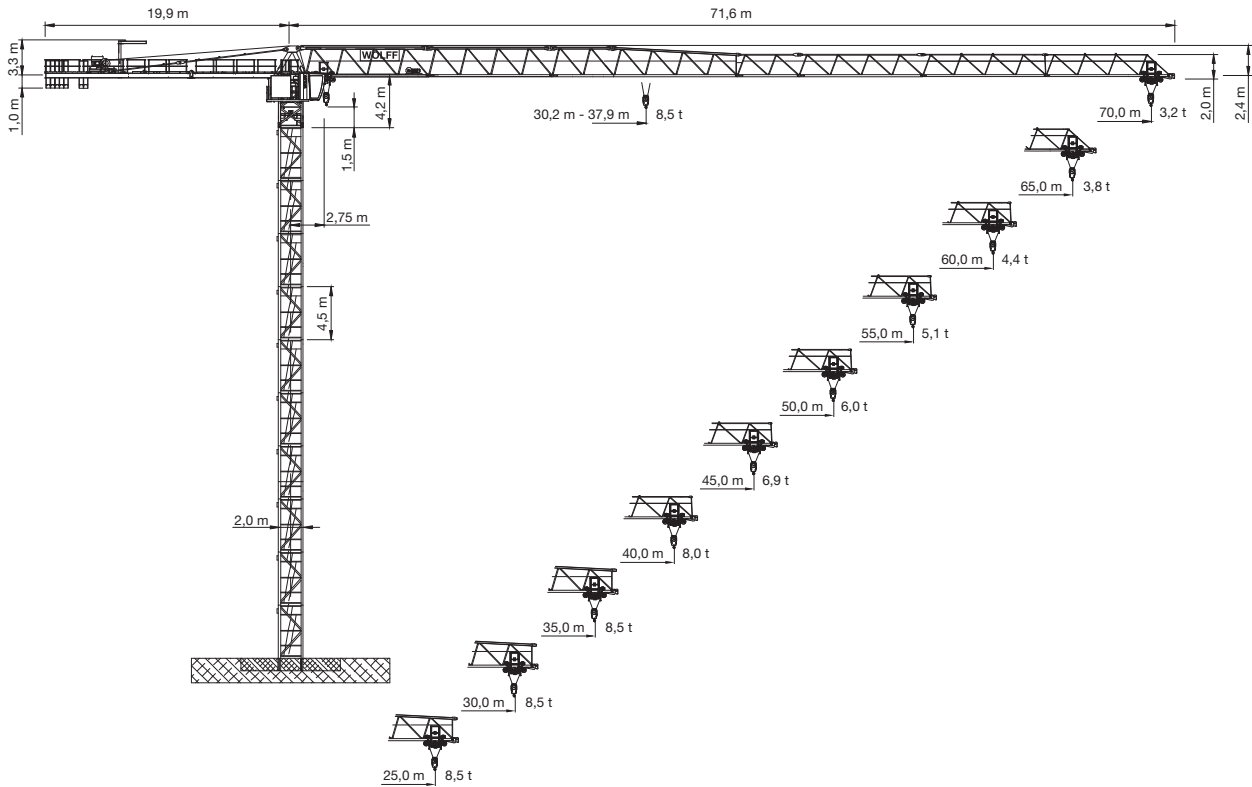 19,9 m
71,6 m
3,3 m
WOLFF
1,0 m
4,2 m
30,2 m - 37,9 m
8,5 t
70,0 m
3,2 t
2,0 m
2,4 m
1,5 m
65,0 m
3,8 t
2,75 m
60,0 m
4,4 t
4,5 m
55,0 m
5,1 t
50,0 m
6,0 t
45,0 m
6,9 t
2,0 m
40,0 m
8,0 t
35,0 m
8,5 t
30,0 m
8,5 t
25,0 m
8,5 t